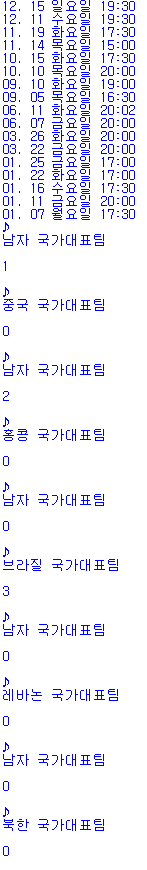 12. 15 일요일 19:30
12. 11 수요일 19:30
11. 19 화요일 17:30
11. 14 목요일 15:00
10. 15 화요일 17:30
10. 10 목요일 20:00
09. 10 화요일 19:00
09. 05 목요일 16:30
06. 11 화요일 20:02
06. 07 금요일 20:00
03. 26 화요일 20:00
03. 22 금요일 20:00
01. 25 금요일 17:00
01. 22 화요일 17:00
01. 16 수요일 17:30
01. 11 금요일 20:00
01. 07 월요일 17:30
♪
남자 국가대표팀
1
♪
중국 국가대표팀
0
♪
남자 국가대표팀
2
♪
홍콩 국가대표팀
0
♪
남자 국가대표팀
0
♪
브라질 국가대표팀
3
♪
남자 국가대표팀
0
♪
레바논 국가대표팀
0
♪
남자 국가대표팀
0
♪
북한 국가대표팀
0